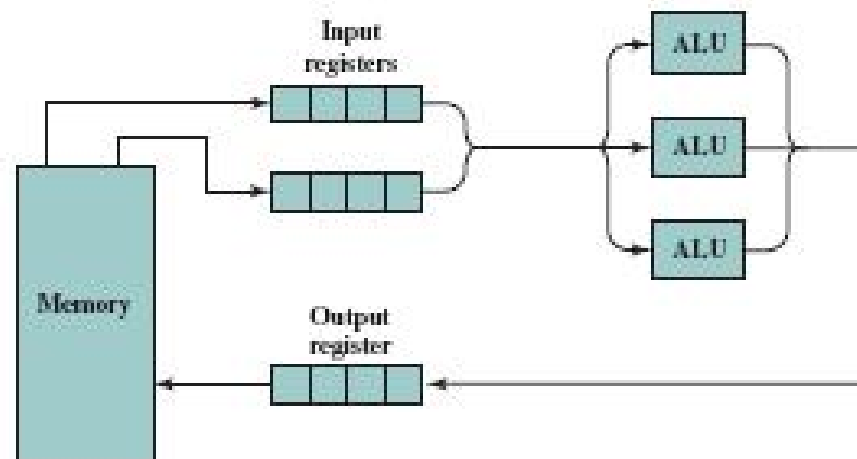 Input
registers
ALU
ALU
ALU
Memory
Output
register